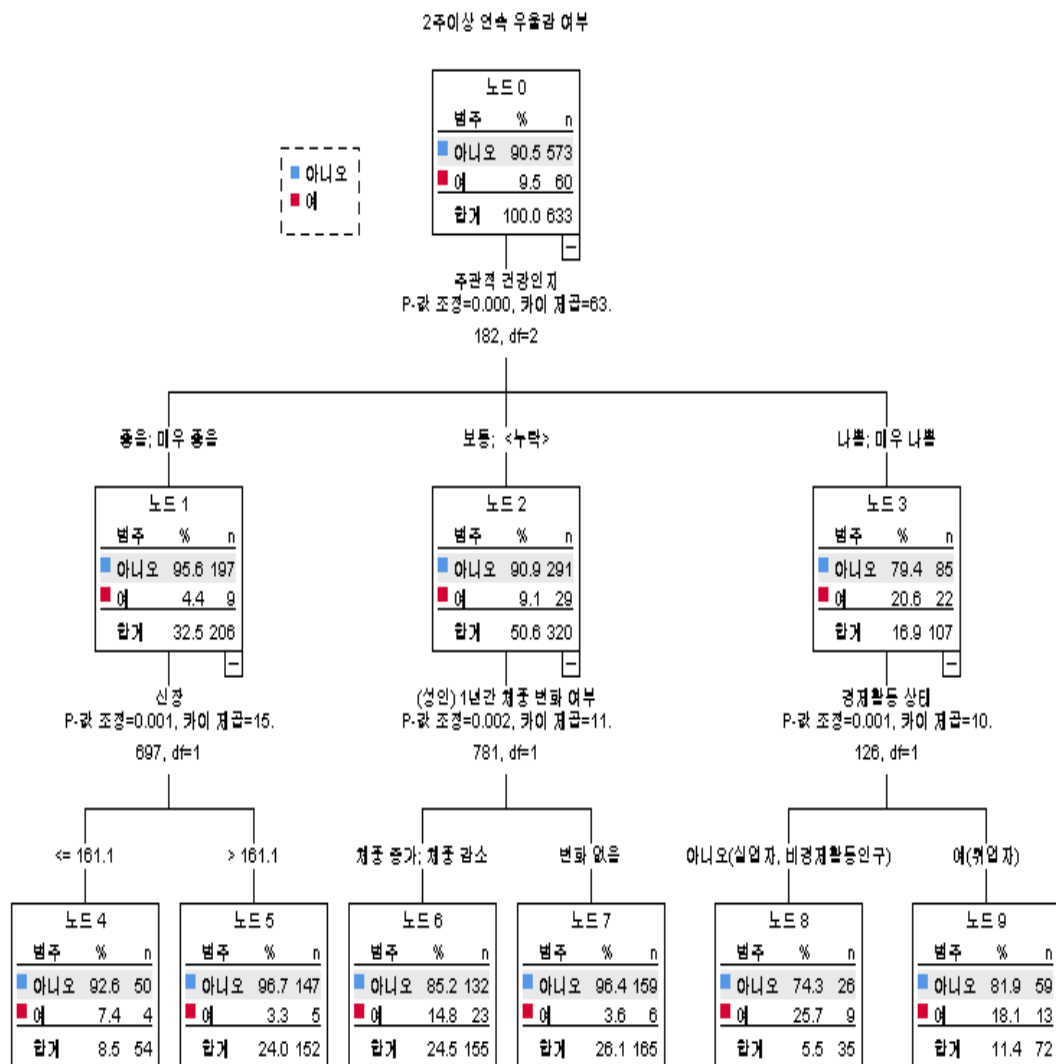 2주이상 연속 우울감 여부
노드 0
범주 % n
아니오 90.5 573
예 9.5 60
합계 100.0 633
아니오
예
주관적 건강인지
P-값 조정=0.000, 카이 제곱=63.
182, df=2
좋음; 매우 좋음
보통; <누락>
나쁨; 매우 나쁨
노드 1
범주 % n
아니오 95.6 197
예 4.4 9
합계 32.5 206
노드 2
범주 % n
아니오 90.9 291
예 9.1 29
합계 50.6 320
노드 3
범주 % n
아니오 79.4 85
예 20.6 22
합계 16.9 107
신장
P-값 조정=0.001, 카이 제곱=15.
697, df=1
(성인) 1년간 체중 변화 여부
P-값 조정=0.002, 카이 제곱=11.
781, df=1
경제활동 상태
P-값 조정=0.001, 카이 제곱=10.
126, df=1
<= 161.1
> 161.1
체중 증가; 체중 감소
변화 없음
아니오(실업자, 비경제활동인구)
예(취업자)
노드 4
범주 % n
아니오 92.6 50
예 7.4 4
합계 8.5 54
노드 5
범주 % n
아니오 96.7 147
예 3.3 5
합계 24.0 152
노드 6
범주 % n
아니오 85.2 132
예 14.8 23
합계 24.5 155
노드 7
범주 % n
아니오 96.4 159
예 3.6 6
합계 26.1 165
노드 8
범주 % n
아니오 74.3 26
예 25.7 9
합계 5.5 35
노드 9
범주 % n
아니오 81.9 59
예 18.1 13
합계 11.4 72